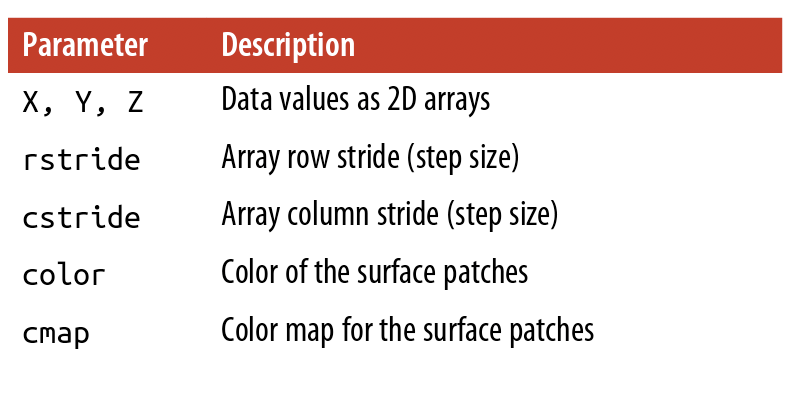 Parameter Description
X, Y, Z Data values as 2D arrays
rstride Array row stride (step size)
cstride Array column stride (step size)
color Color of the surface patches
cmap Color map for the surface patches